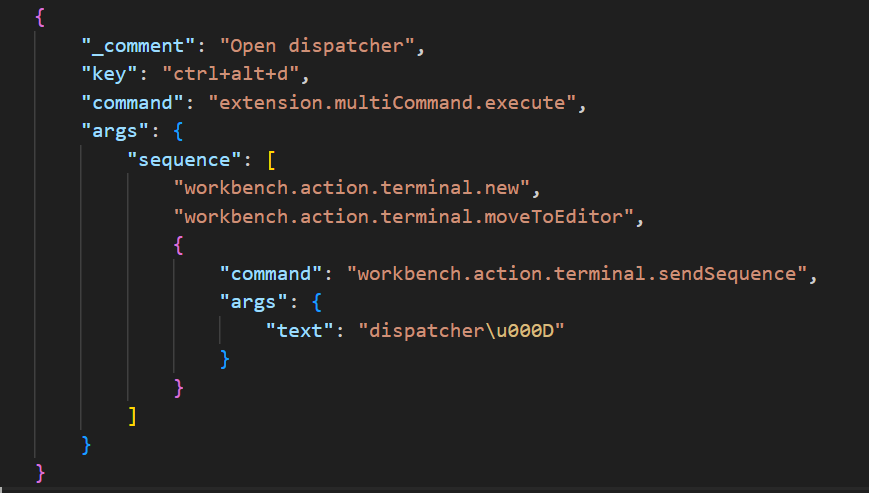 {
"_comment": "Open dispatcher",
"key": "ctrl+alt+d",
"command": "extension.multiCommand.execute",
"args": {
"sequence": [
"workbench.action.terminal.new",
"workbench.action.terminal.moveToEditor",
{
"command": "workbench.action.terminal.sendSequence",
"args": {
"text": "dispatcher\u000D"
}
}
]
}
}